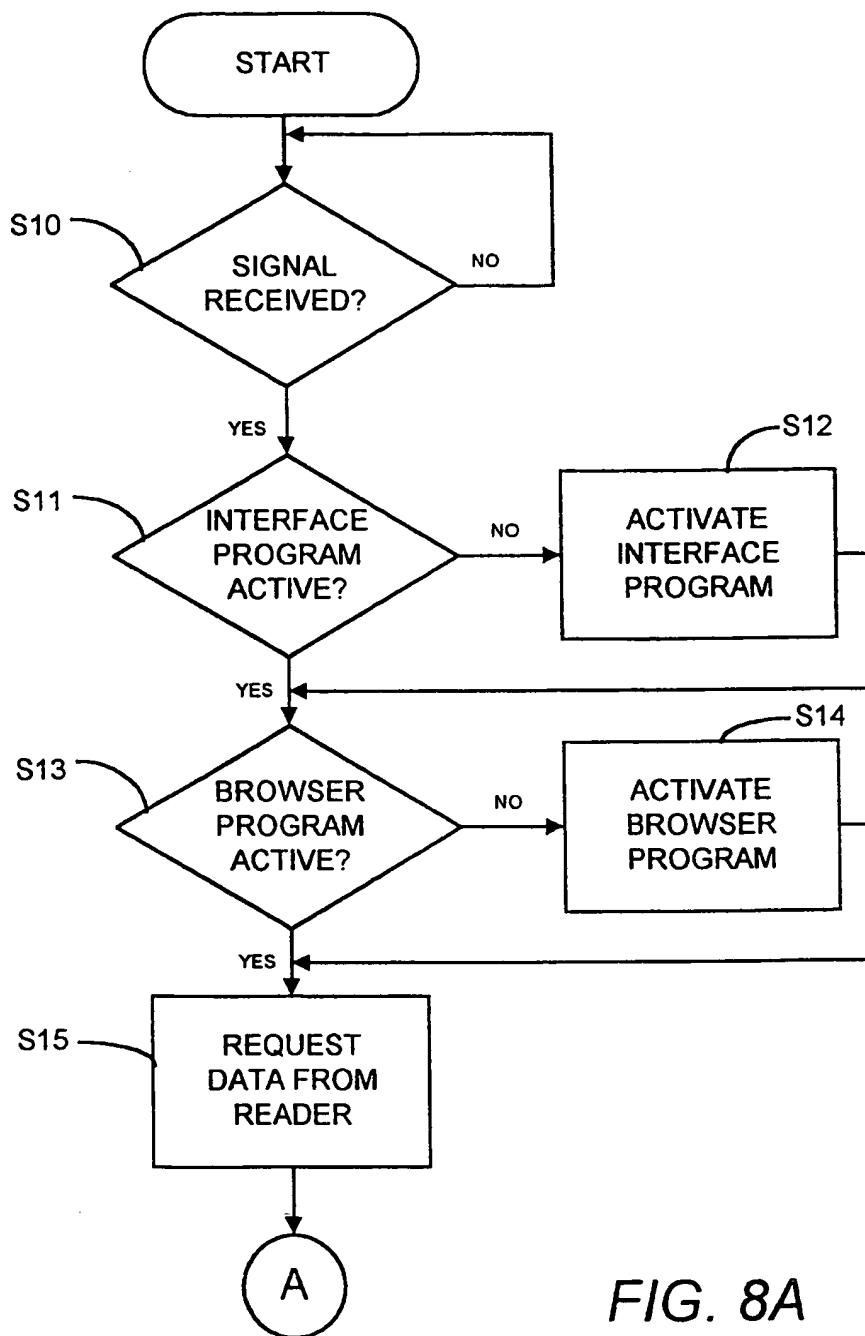 START
S10
SIGNAL
RECEIVED?
NO
YES
S11
INTERFACE
PROGRAM
ACTIVE?
NO
S12
ACTIVATE
INTERFACE
PROGRAM
YES
S13
BROWSER
PROGRAM
ACTIVE?
NO
S14
ACTIVATE
BROWSER
PROGRAM
YES
S15
REQUEST
DATA FROM
READER
A
FIG. 8A